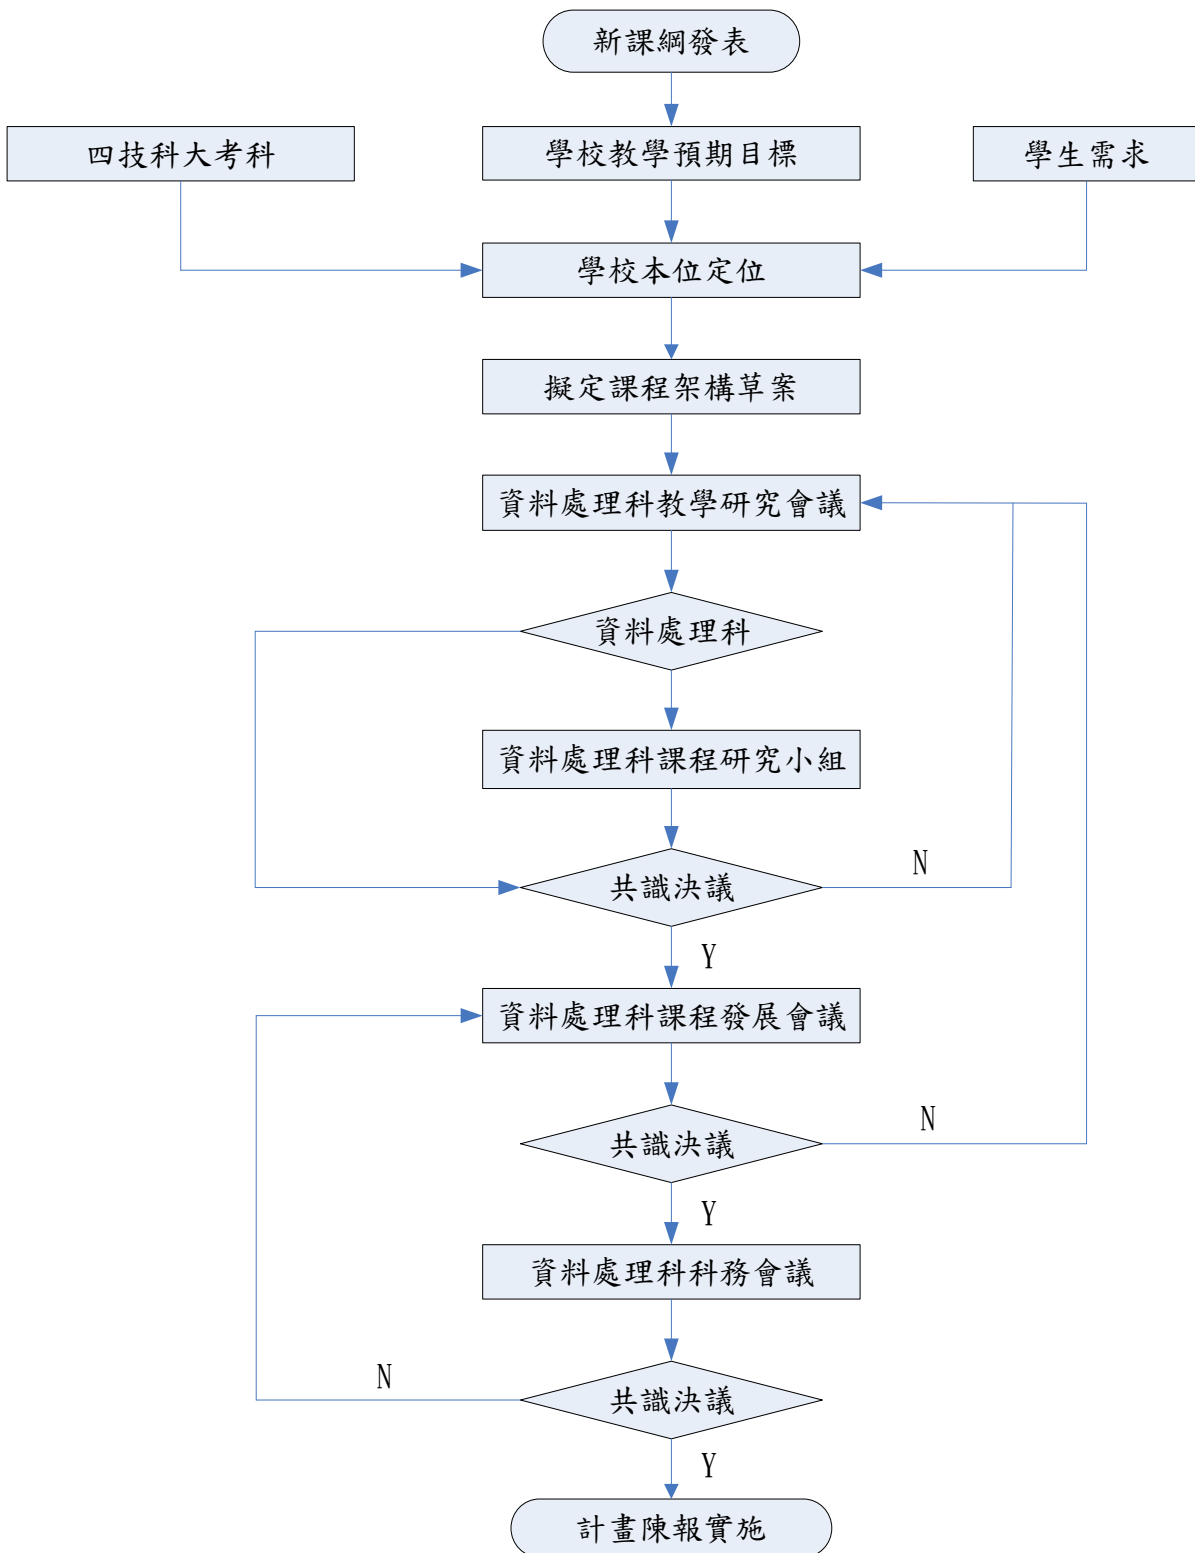 新課綱發表
四技科大考科
學校教學預期目標
學生需求
學校本位定位
擬定課程架構草案
資料處理科教學研究會議
資料處理科
資料處理科課程研究小組
共識決議
N
Y
資料處理科課程發展會議
共識決議
N
Y
資料處理科科務會議
N
共識決議
Y
計畫陳報實施